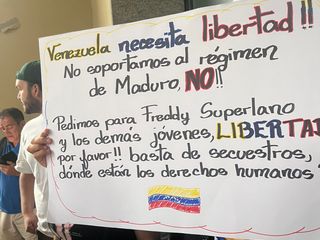 Venezuela necesita libertad!!
No soportamos al régimen
de Maduro, NO!!
Pedimos para Freddy Superlano
y los demás jóvenes, LIBERTA
por favor!! basta de secuestros,
dónde están los derechos humanos